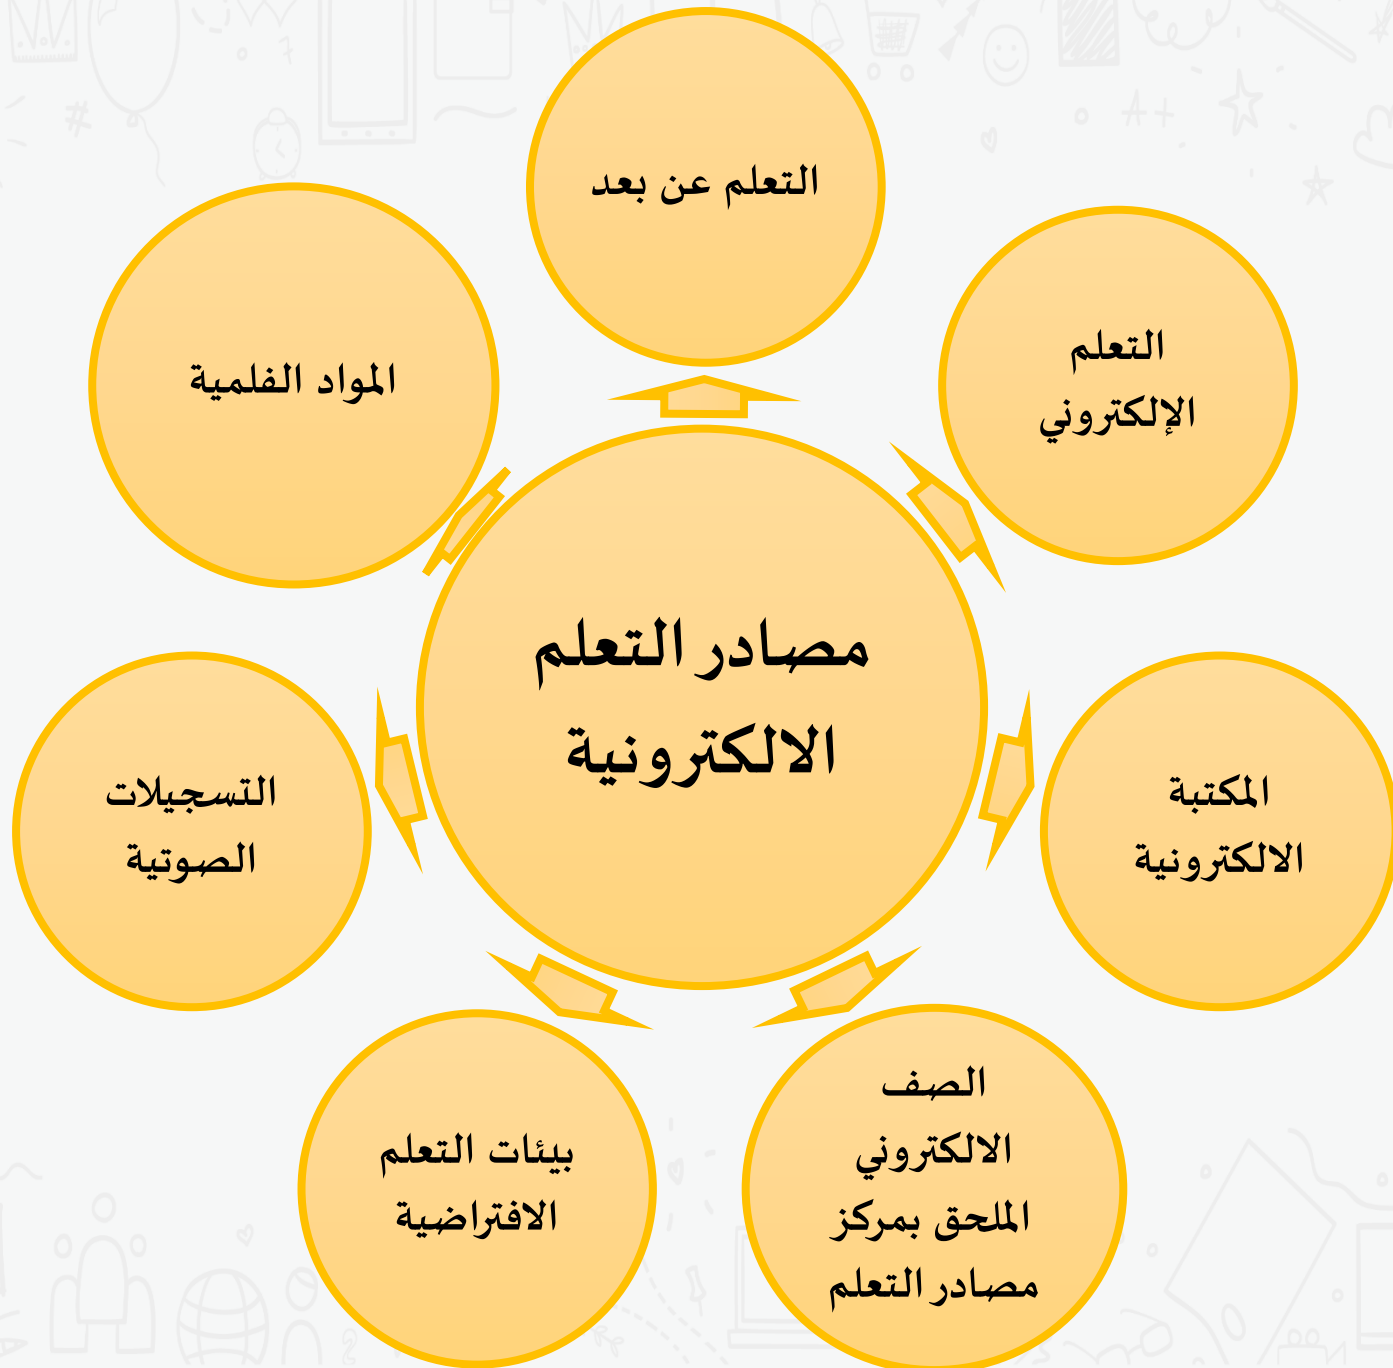 التعلم عن بعد
التعلم
الإلكتروني
المكتبة
الالكترونية
الصف
الالكتروني
الملحق بمركز
مصادر التعلم
بيئات التعلم
الافتراضية
التسجيلات
الصوتية
المواد الفلمية
مصادر التعلم
الالكترونية